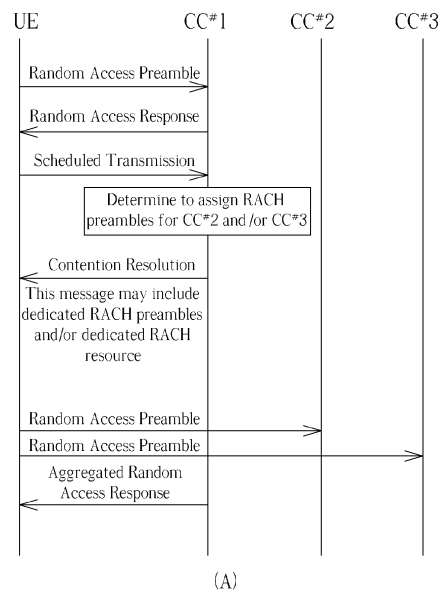 UE CC#1 CC#2 CC#3
Random Access Preamble
Random Access Response
Scheduled Transmission
Determine to assign RACH
preambles for CC#2 and/or CC#3
Contention Resolution
This message may include
dedicated RACH preambles
and/or dedicated RACH
resource
Random Access Preamble
Random Access Preamble
Aggregated Random
Access Response
(A)